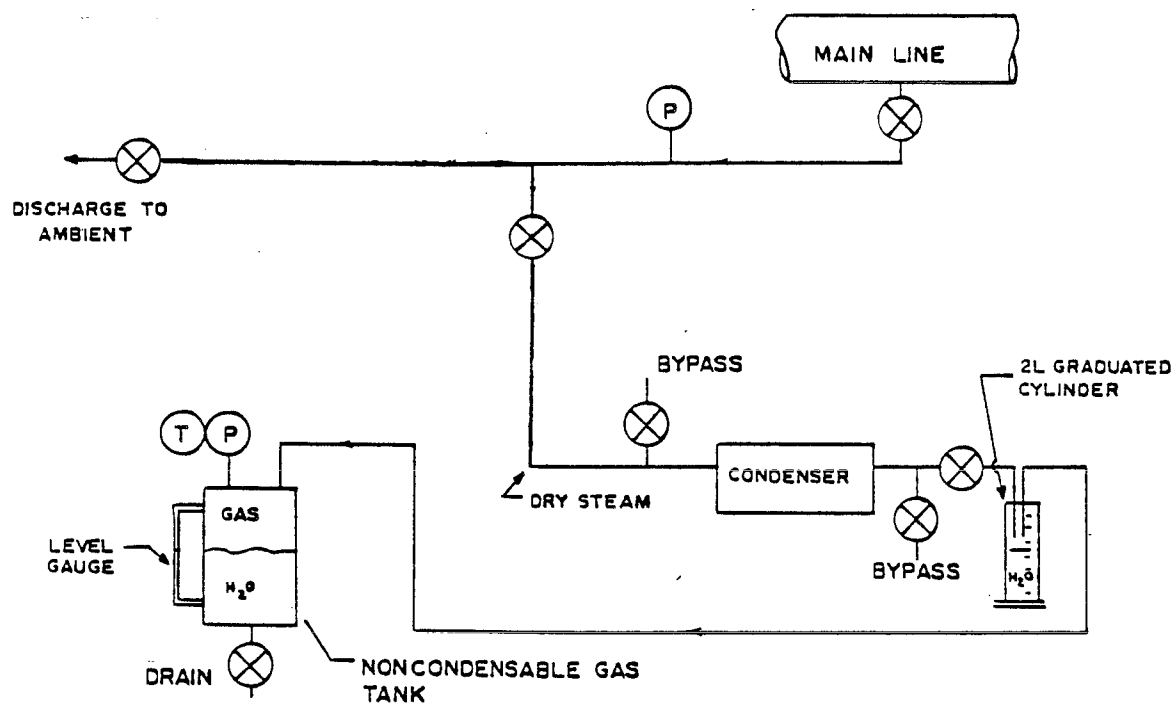 MAIN LINE
P
DISCHARGE TO
AMBIENT
BYPASS
2L GRADUATED
CYLINDER
T P
CONDENSER
DRY STEAM
GAS
LEVEL
GAUGE
H₂O
BYPASS
H₂O
DRAIN
NONCONDENSABLE GAS
TANK